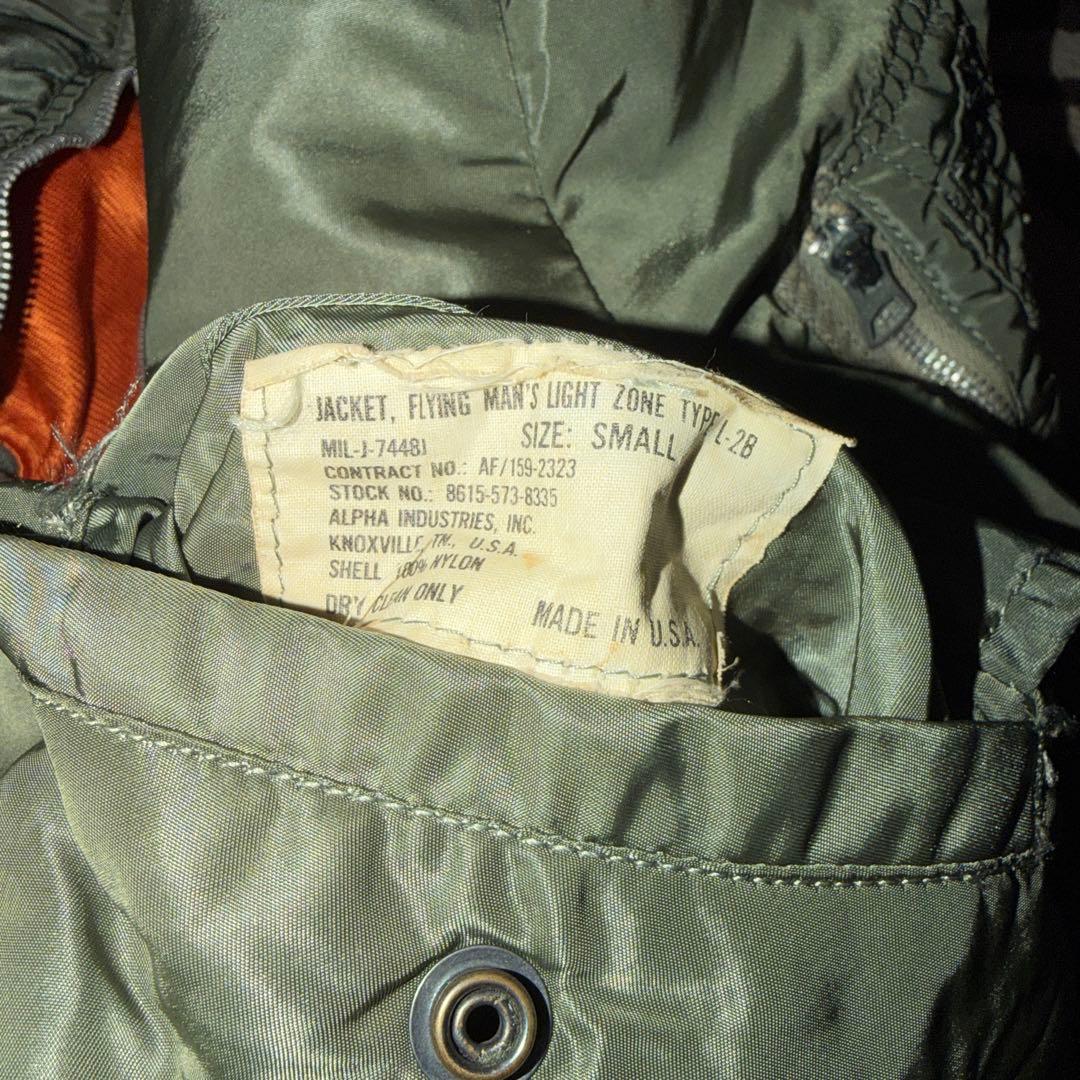 JACKET, FLYING MAN'S LIGHT ZONE TYPE L-2B
MIL-J-7448J SIZE: SMALL
CONTRACT NO.: AF/159-2323
STOCK NO.: 8615-573-8335
ALPHA INDUSTRIES, INC.
KNOXVILLE, TN., U.S.A.
SHELL 100% NYLON
DRY CLEAN ONLY MADE IN U.S.A.